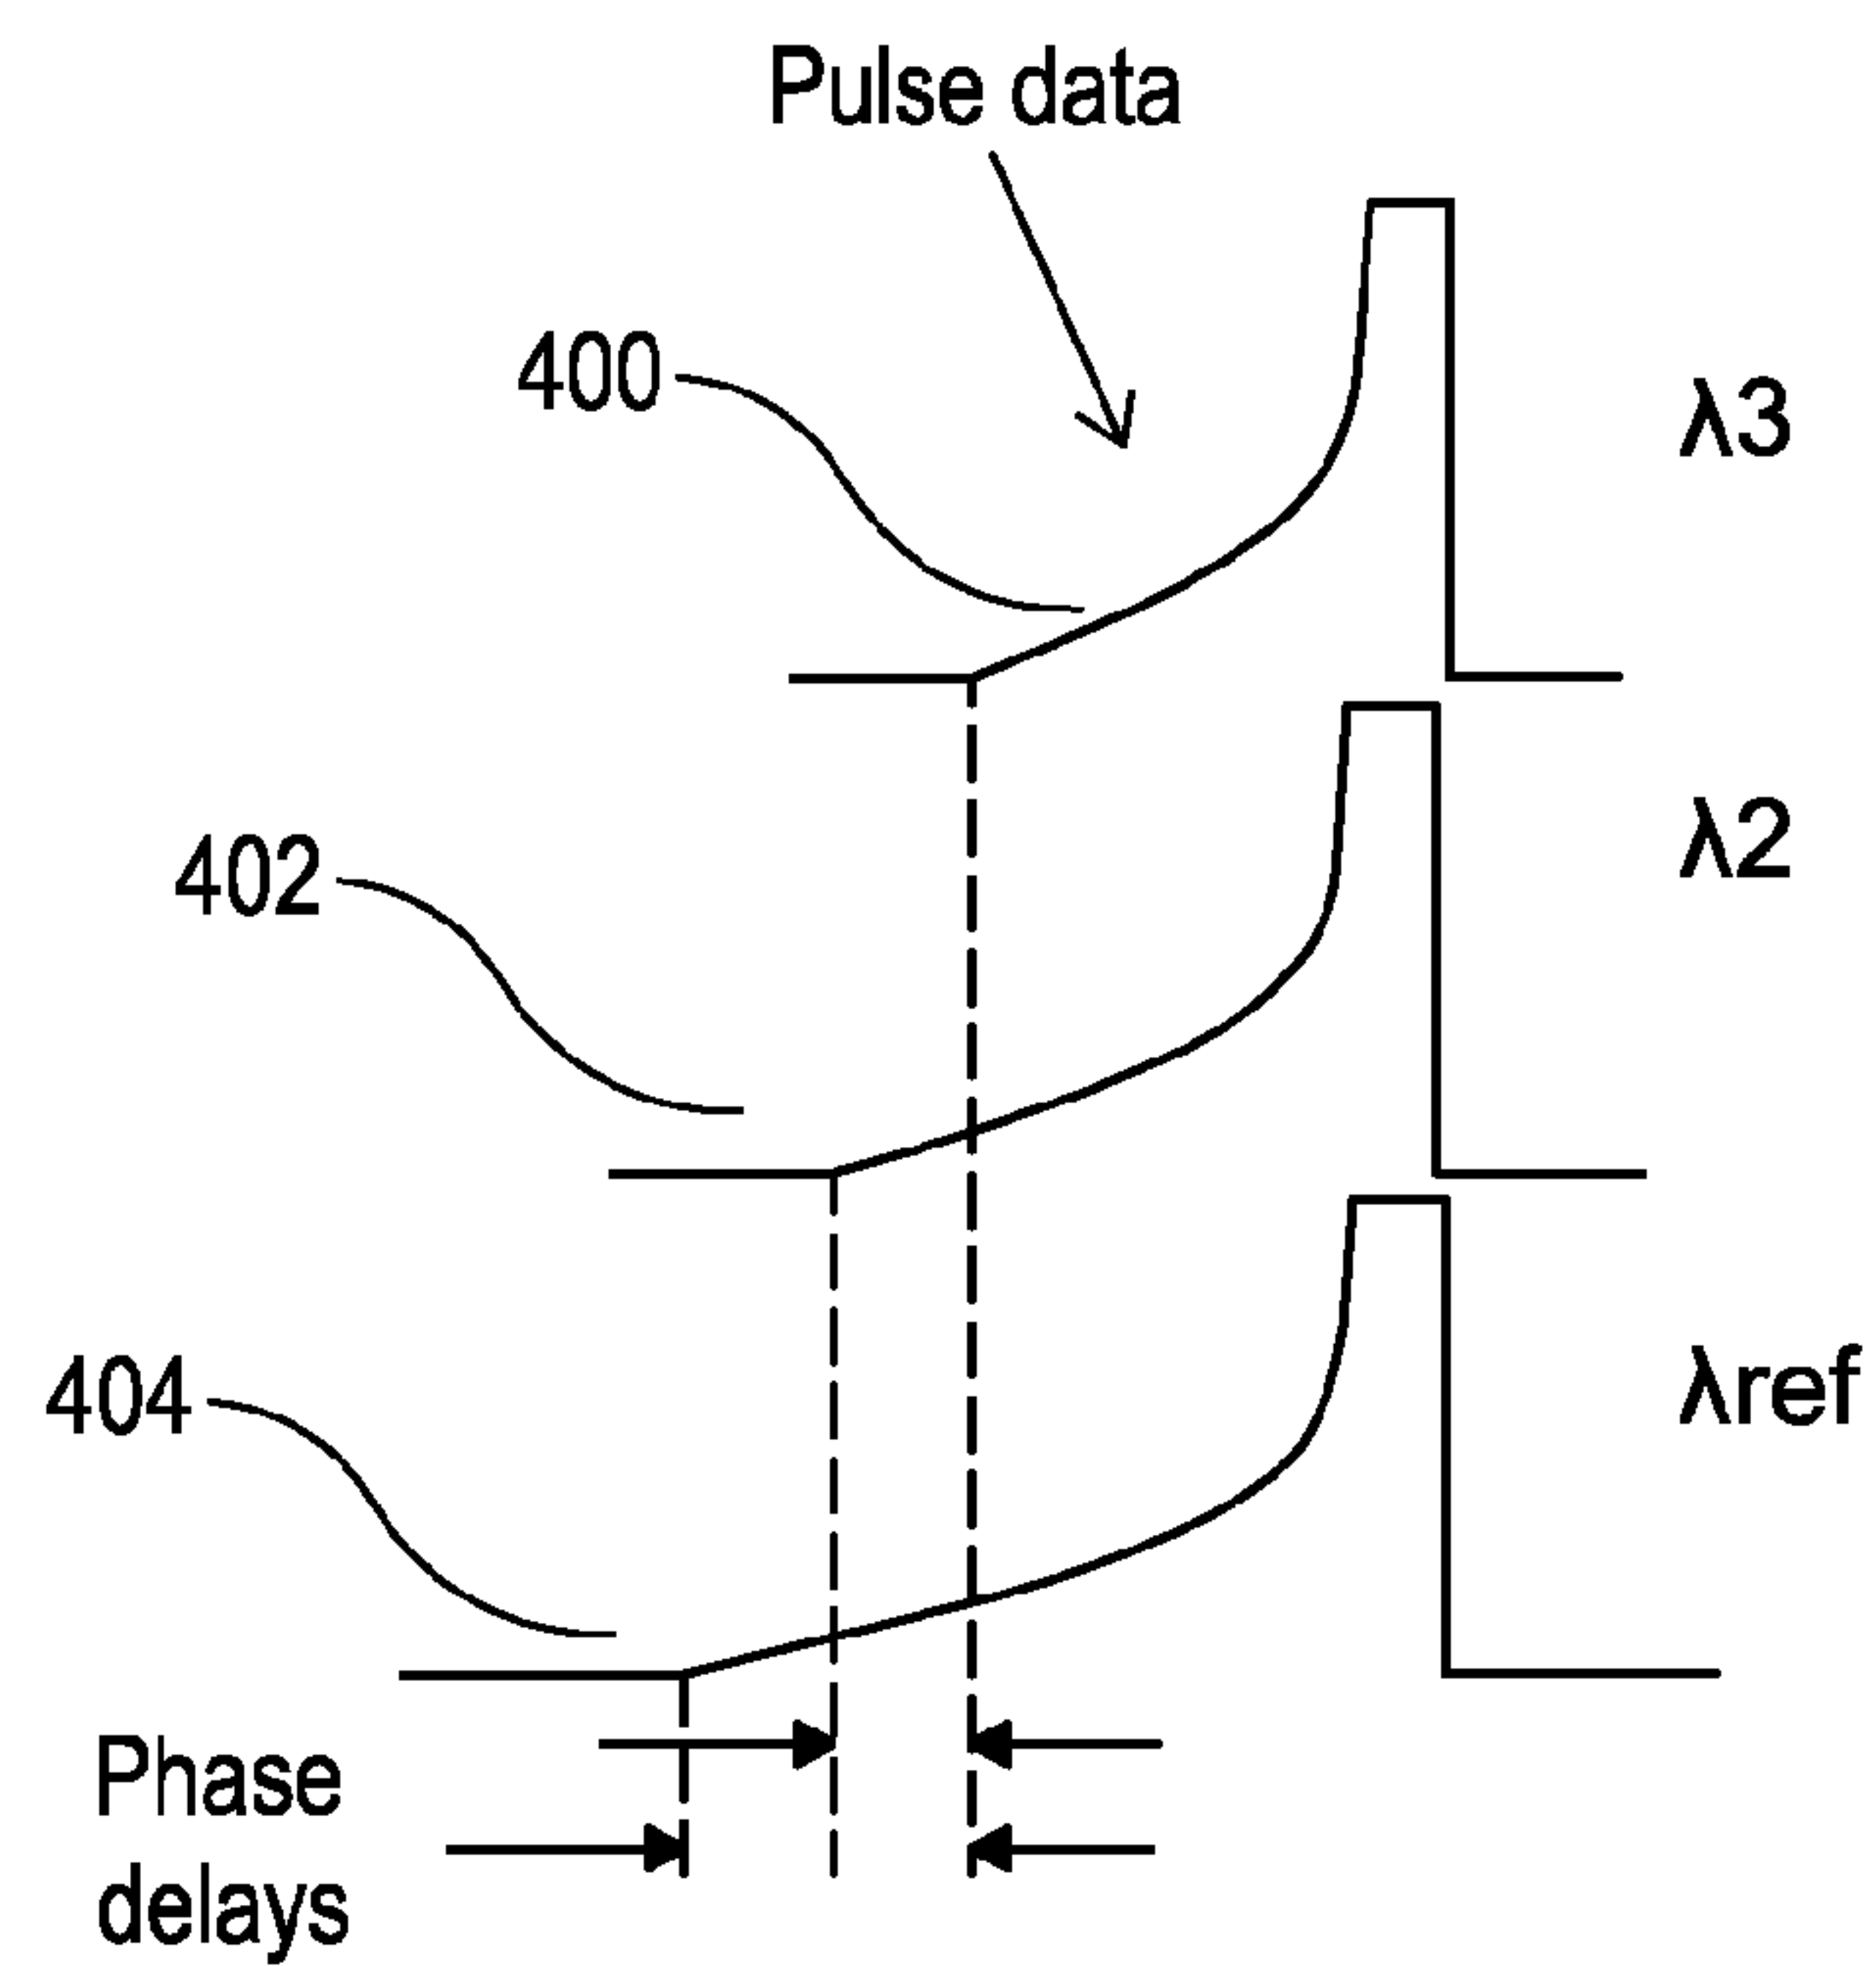 Pulse data
400
λ3
402
λ2
404
λref
Phase
delays